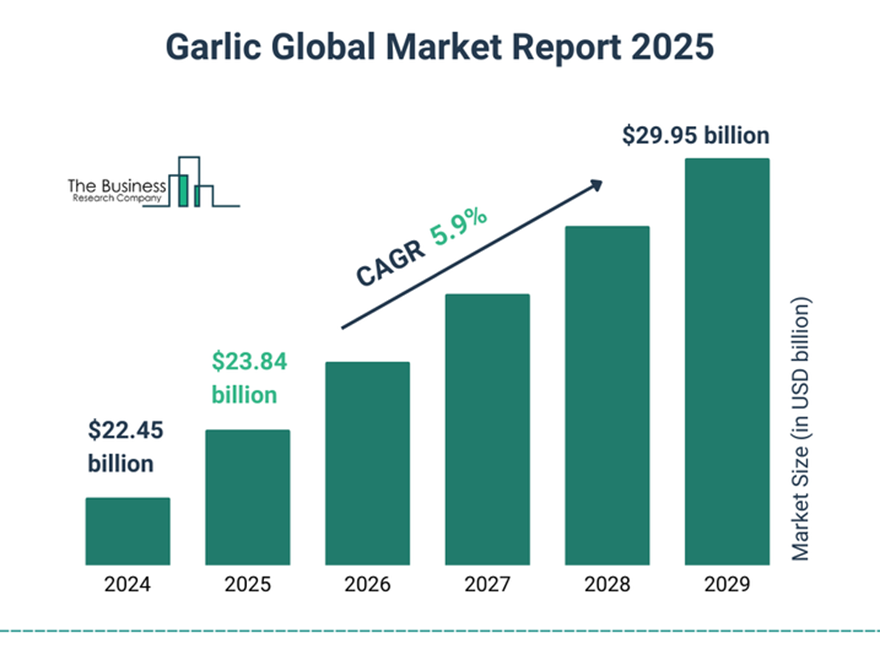 Garlic Global Market Report 2025
The Business
Research Company
$29.95 billion
CAGR 5.9%
$23.84
billion
$22.45
billion
Market Size (in USD billion)
2024 2025 2026 2027 2028 2029